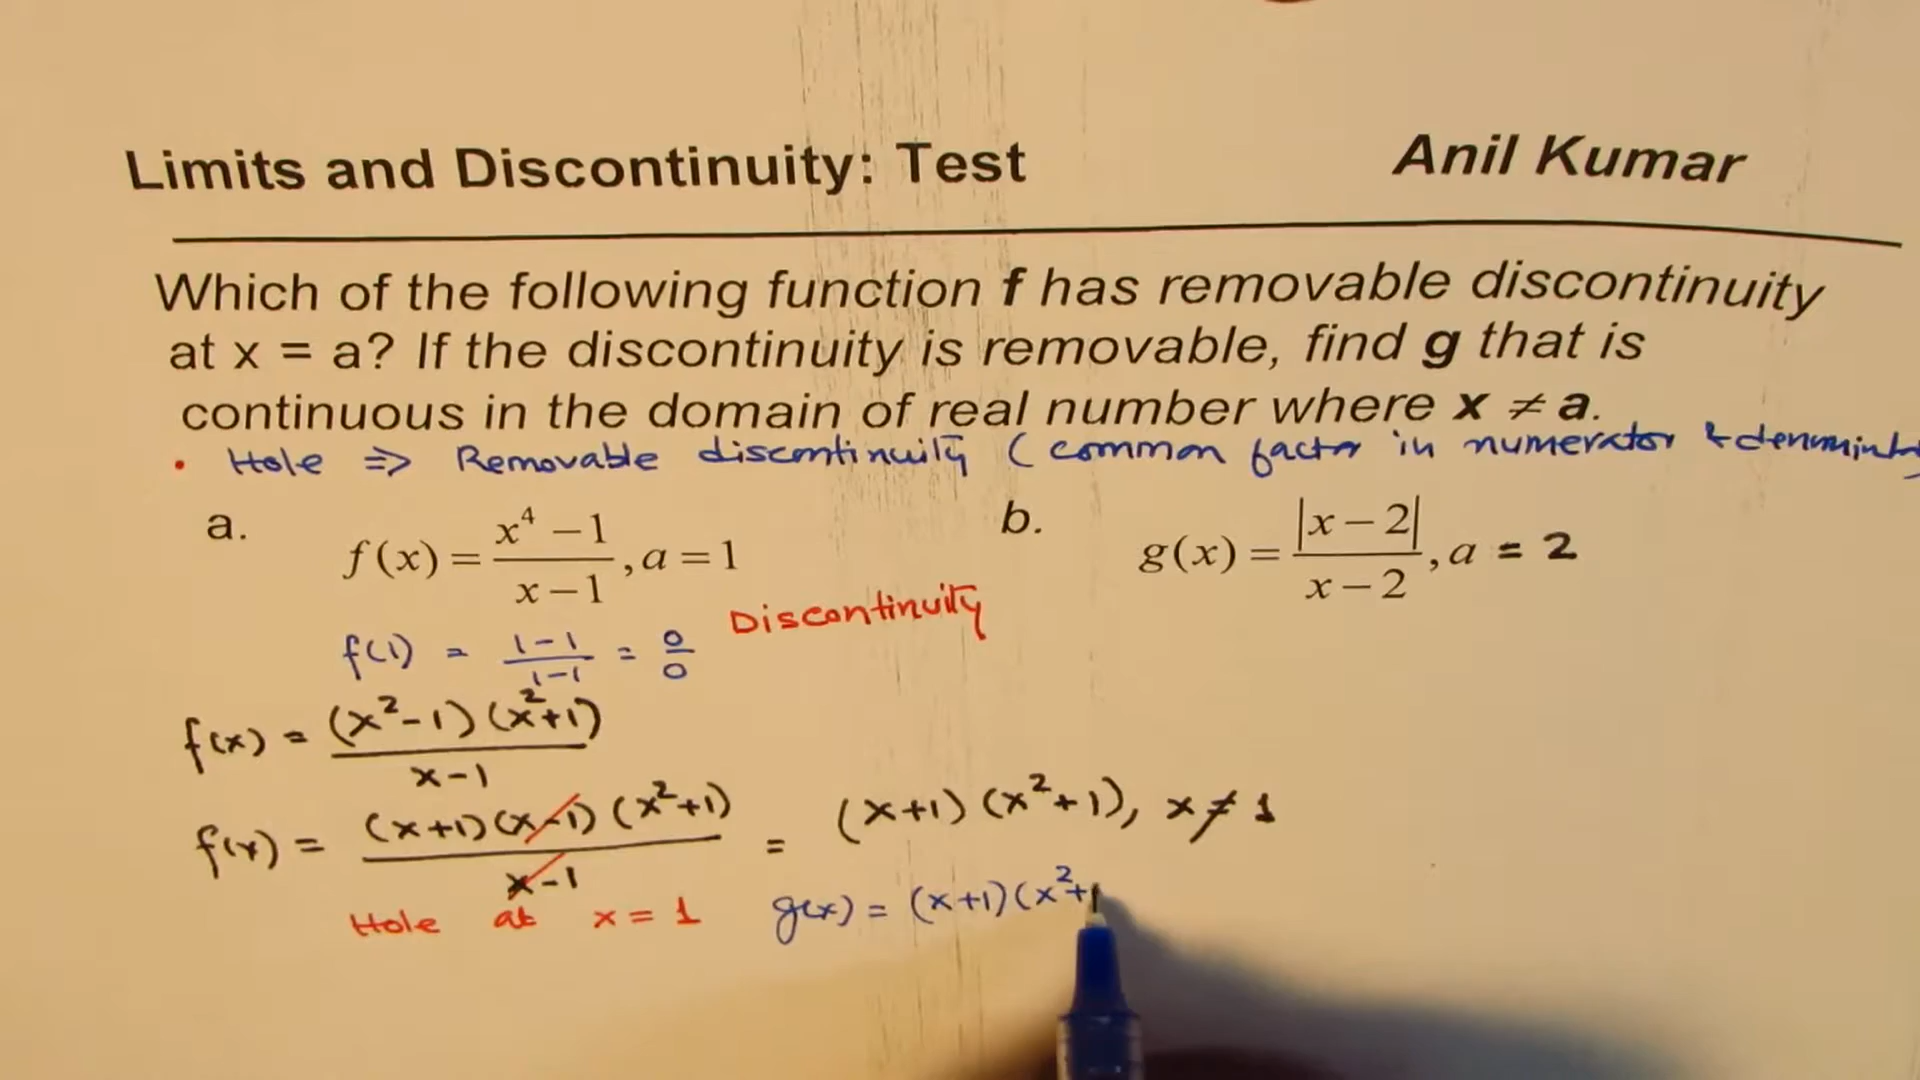 Limits and Discontinuity: Test Anil Kumar
Which of the following function f has removable discontinuity
at x = a? If the discontinuity is removable, find g that is
continuous in the domain of real number where x ≠ a.
• Hole ⇒ Removable discontinuity (common factor in numerator &
a. f(x) = (x⁴ − 1)/(x − 1), a = 1
b. g(x) = |x − 2|/(x − 2), a = 2
f(1) = (1-1)/(1-1) = 0/0 Discontinuity
f(x) = (x²-1)(x²+1)/(x-1)
f(x) = (x+1)(x-1)(x²+1)/(x-1) = (x+1)(x²+1), x ≠ 1
Hole at x = 1 g(x) = (x+1)(x²+1